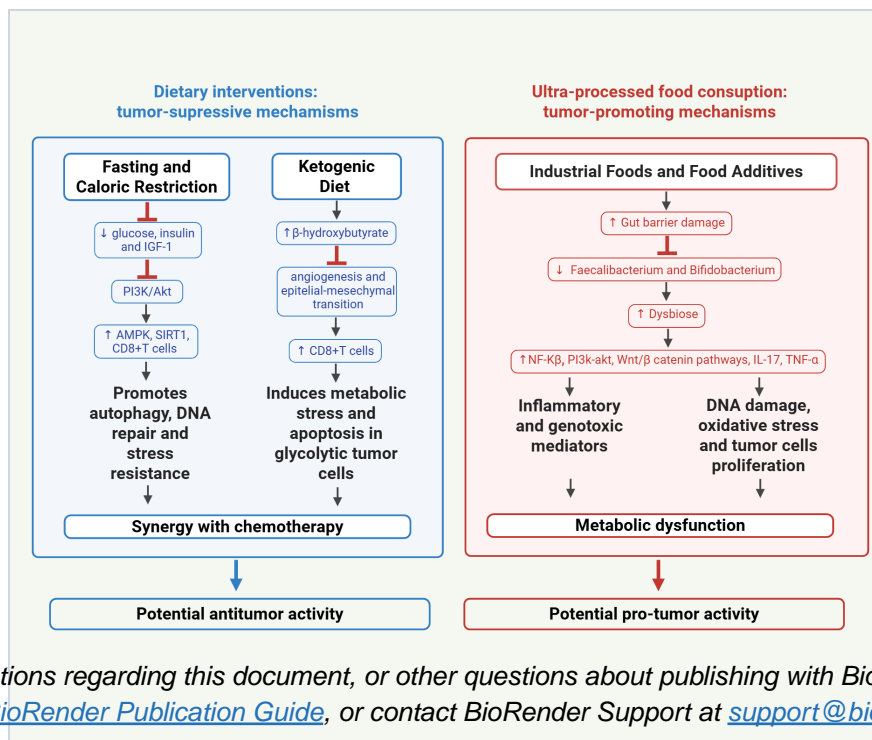 Dietary interventions:
tumor-supressive mechamisms
Fasting and
Caloric Restriction
↓ glucose, insulin
and IGF-1
PI3K/Akt
↑ AMPK, SIRT1,
CD8+T cells
Promotes
autophagy, DNA
repair and
stress
resistance
Ketogenic
Diet
↑β-hydroxybutyrate
angiogenesis and
epitelial-mesechymal
transition
↑ CD8+T cells
Induces metabolic
stress and
apoptosis in
glycolytic tumor
cells
Synergy with chemotherapy
Potential antitumor activity
Ultra-processed food consuption:
tumor-promoting mechanisms
Industrial Foods and Food Additives
↑ Gut barrier damage
↓ Faecalibacterium and Bifidobacterium
↑ Dysbiose
↑NF-Kβ, PI3k-akt, Wnt/β catenin pathways, IL-17, TNF-α
Inflammatory
and genotoxic
mediators
DNA damage,
oxidative stress
and tumor cells
proliferation
Metabolic dysfunction
Potential pro-tumor activity
tions regarding this document, or other questions about publishing with Bio
BioRender Publication Guide, or contact BioRender Support at support@bio